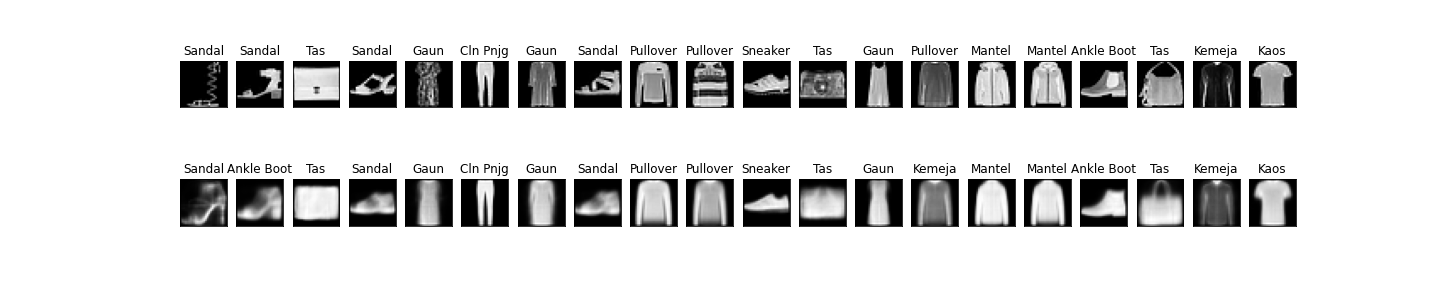 Sandal Sandal Tas Sandal Gaun Cln Pnjg Gaun Sandal Pullover Pullover Sneaker Tas Gaun Pullover Mantel Mantel Ankle Boot Tas Kemeja Kaos
Sandal Ankle Boot Tas Sandal Gaun Cln Pnjg Gaun Sandal Pullover Pullover Sneaker Tas Gaun Kemeja Mantel Mantel Ankle Boot Tas Kemeja Kaos